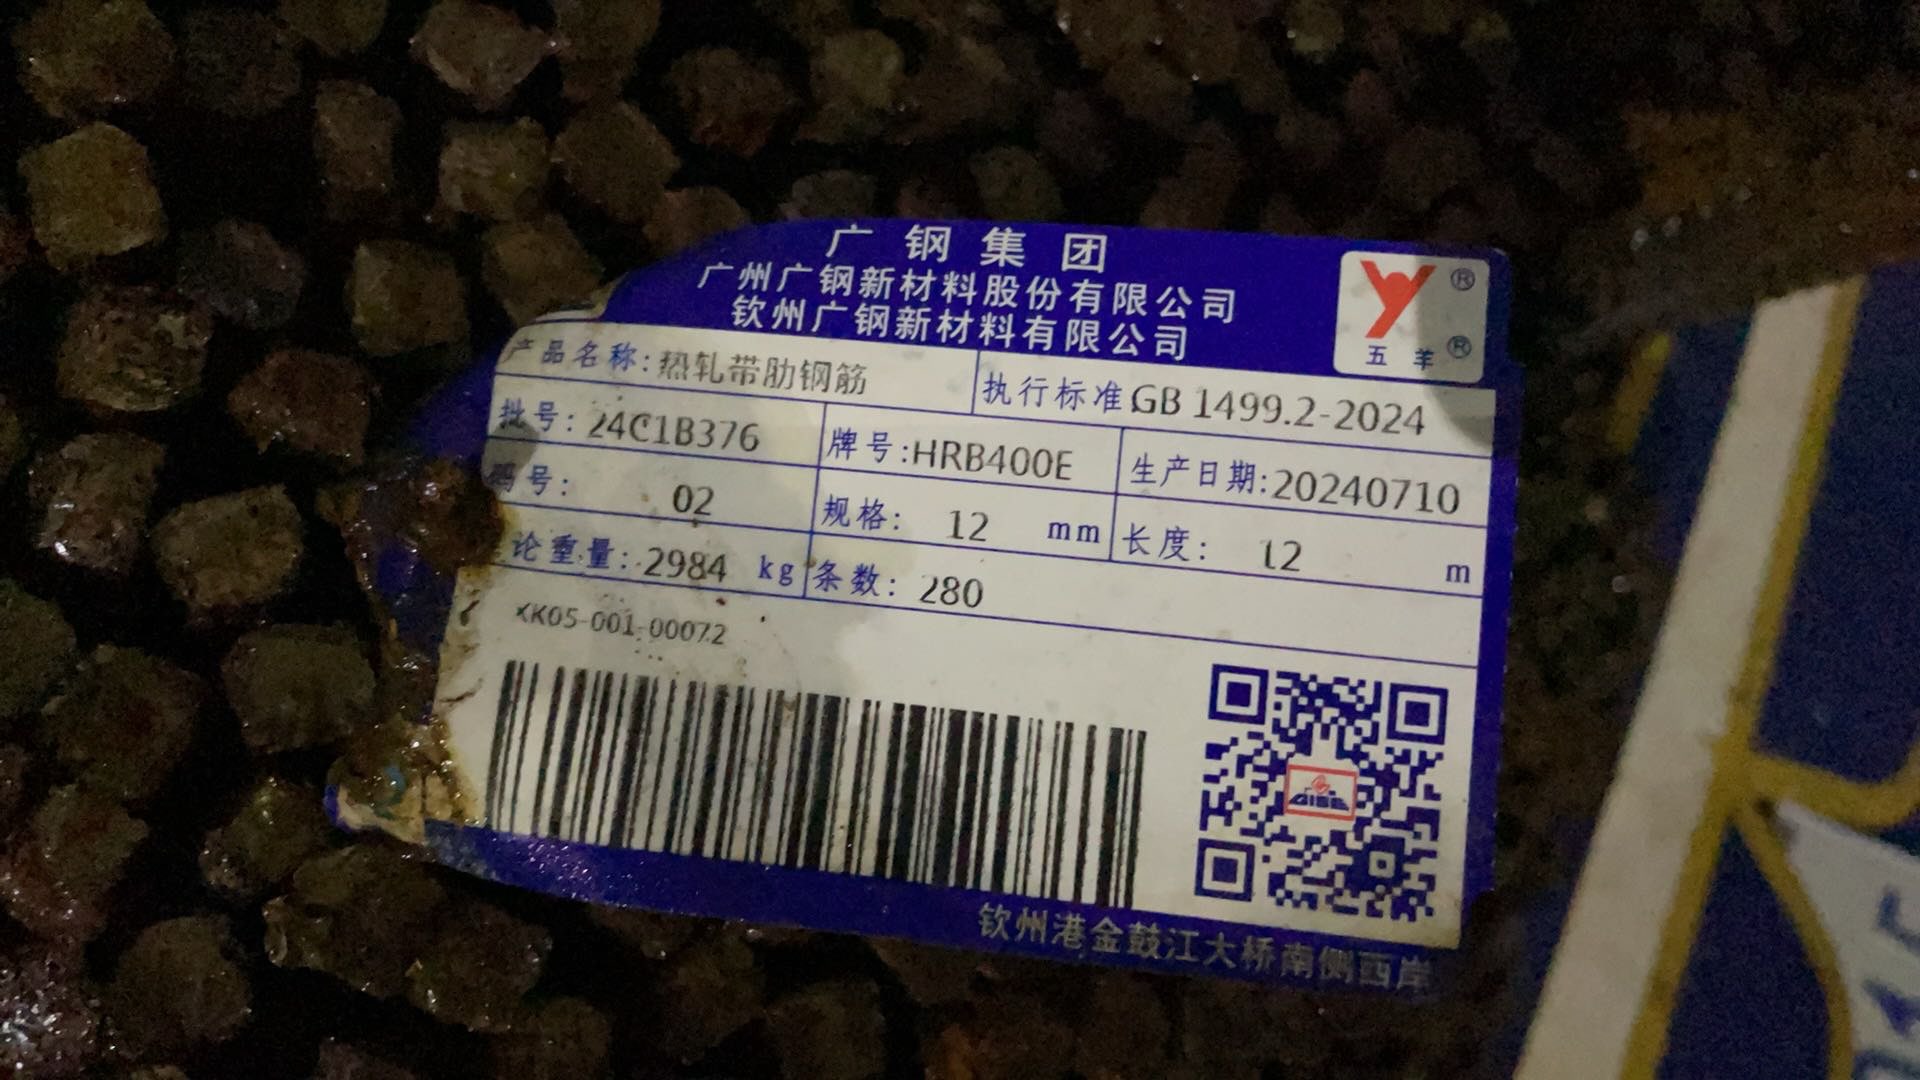 广钢集团
广州广钢新材料股份有限公司
钦州广钢新材料有限公司
® 
五羊®
产品名称:热轧带肋钢筋 执行标准GB 1499.2-2024
批号:24C1B376 牌号:HRB400E 生产日期:20240710
号: 02 规格: 12 mm 长度: 12 m
论重量:2984 kg 条数: 280
XK05-001-00072
钦州港金鼓江大桥南侧西岸